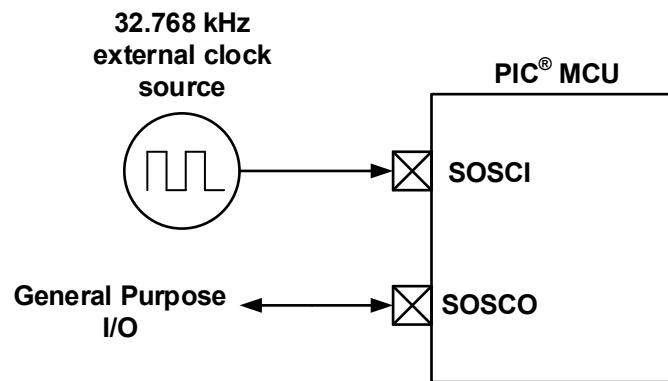 32.768 kHz
external clock
source
PIC® MCU
SOSCI
General Purpose
I/O
SOSCO